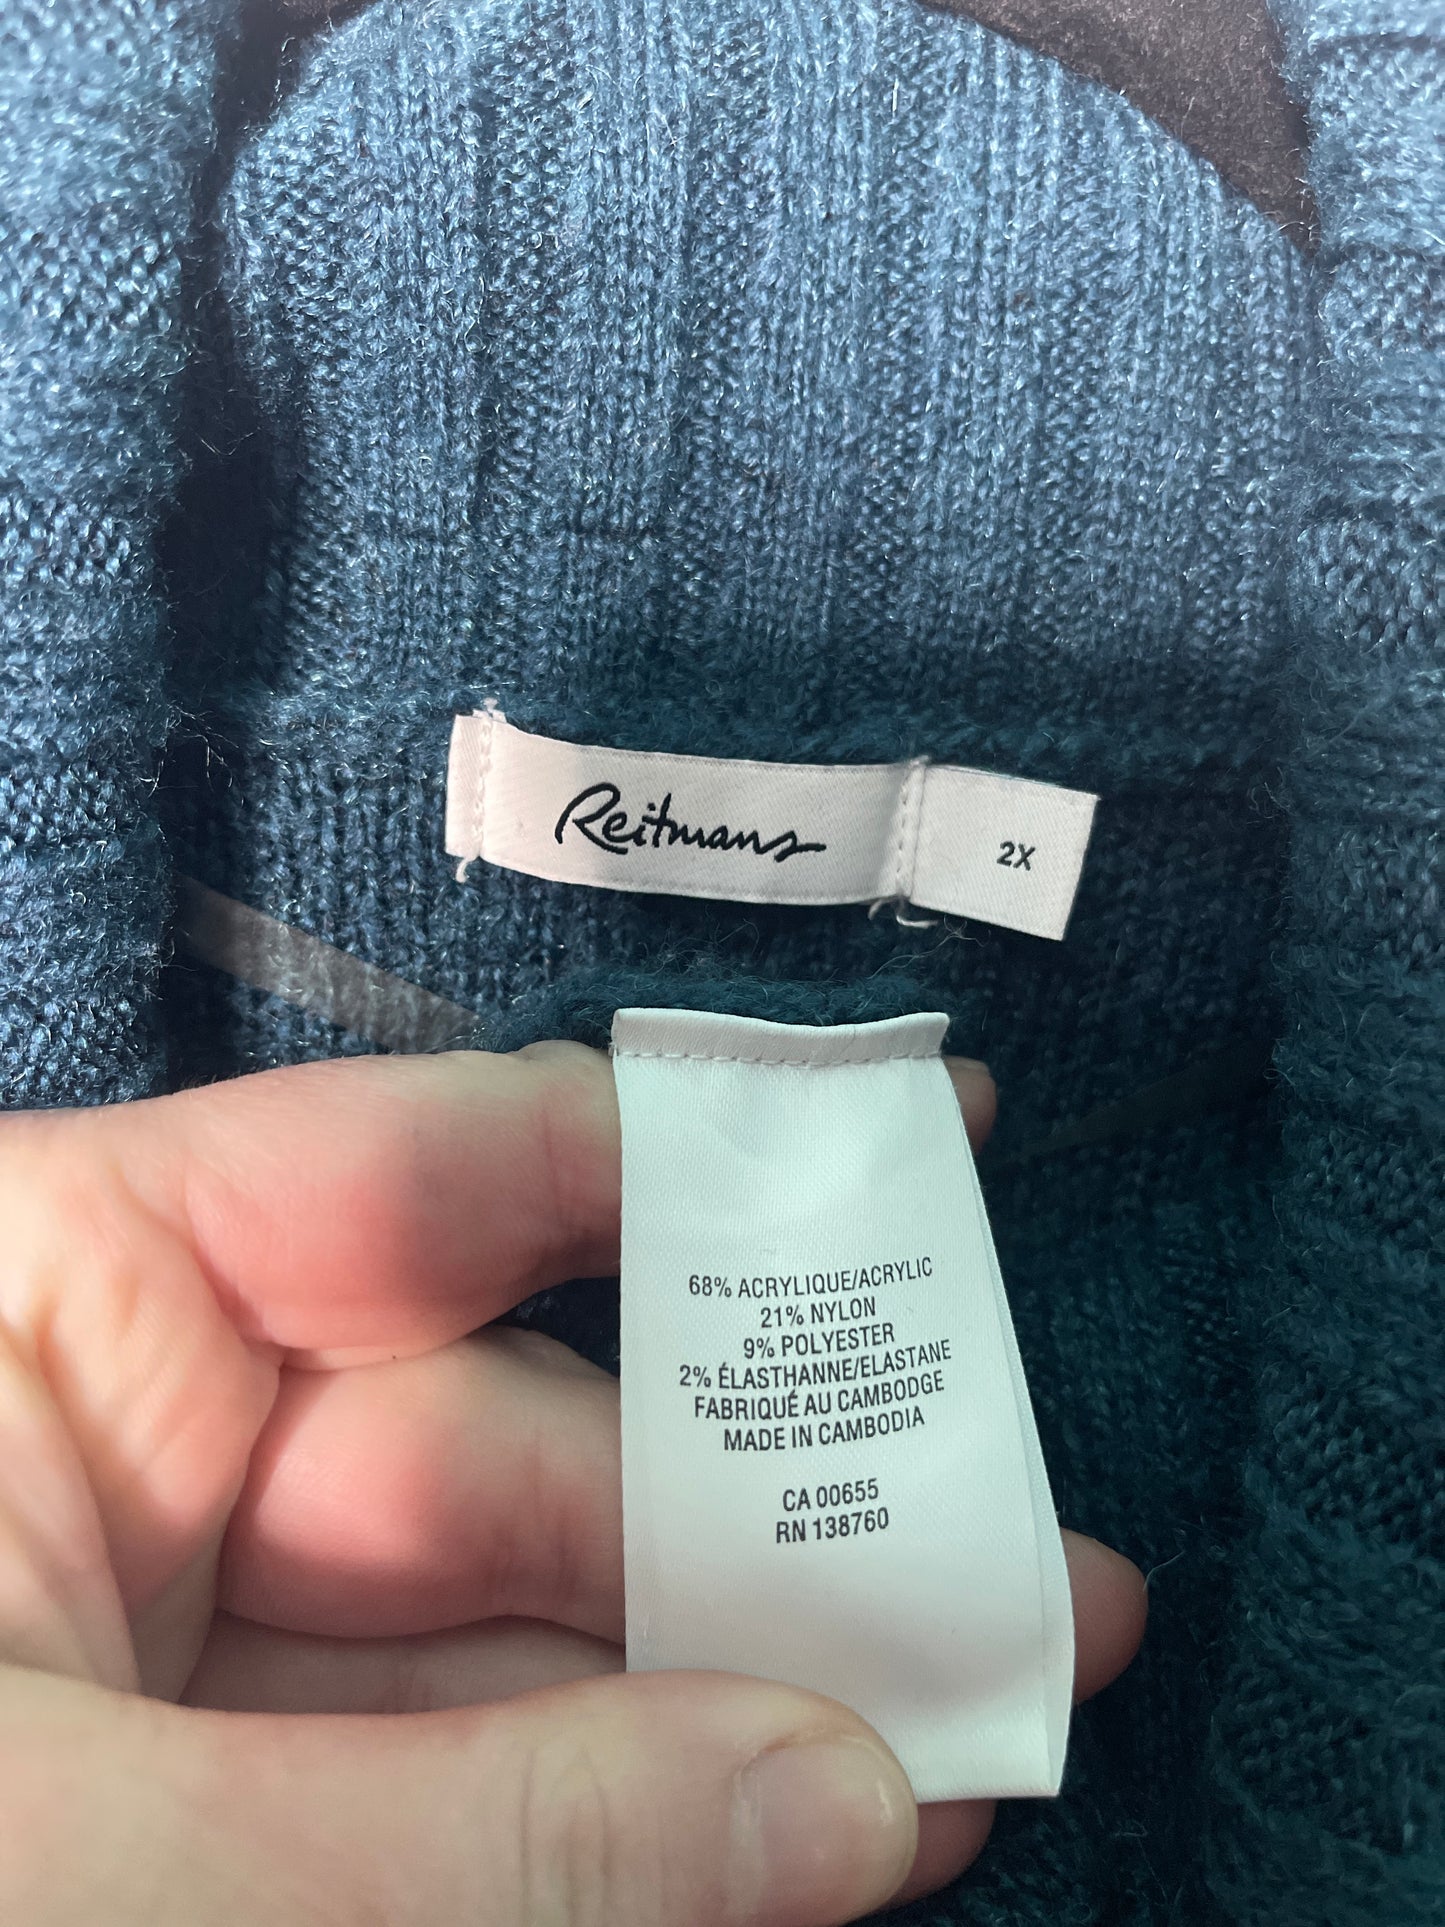 Reitmans
2X
68% ACRYLIQUE/ACRYLIC
21% NYLON
9% POLYESTER
2% ÉLASTHANNE/ELASTANE
FABRIQUÉ AU CAMBODGE
MADE IN CAMBODIA
CA 00655
RN 138760